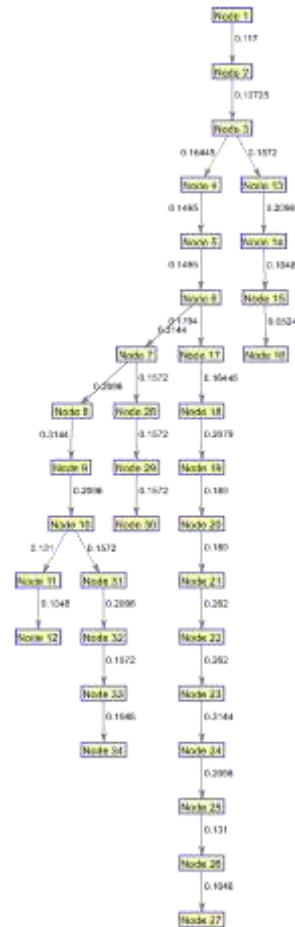 Node 1
0.117
Node 2
0.10725
Node 3
0.16445 0.1572
Node 4 Node 13
0.1495 0.2096
Node 5 Node 14
0.1495 0.1048
Node 6 Node 15
0.1794 0.0524
0.3144
Node 7 Node 17 Node 16
0.2096 0.1572 0.16445
Node 8 Node 28 Node 18
0.3144 0.1572 0.2079
Node 9 Node 29 Node 19
0.2096 0.1572 0.189
Node 10 Node 30 Node 20
0.131 0.1572 0.189
Node 11 Node 31 Node 21
0.1048 0.2096 0.262
Node 12 Node 32 Node 22
0.1572 0.262
Node 33 Node 23
0.1048 0.3144
Node 34 Node 24
0.2096
Node 25
0.131
Node 26
0.1048
Node 27